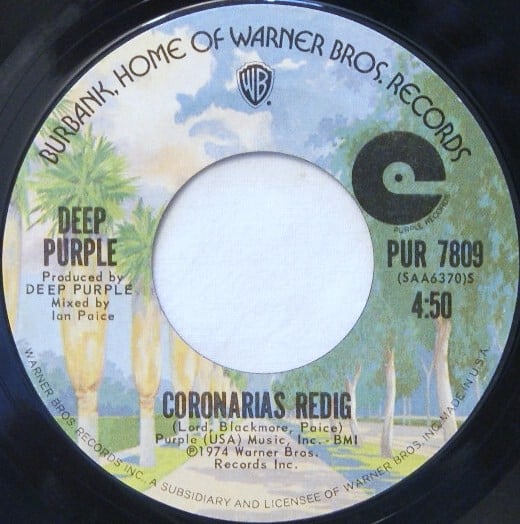 BURBANK, HOME OF WARNER BROS. RECORDS
WB
PURPLE RECORDS
DEEP
PURPLE
Produced by
DEEP PURPLE
Mixed by
Ian Paice
PUR 7809
(SAA6370)S
4:50
CORONARIAS REDIG
(Lord, Blackmore, Paice)
Purple (USA) Music, Inc. - BMI
℗1974 Warner Bros.
Records Inc.
WARNER BROS. RECORDS INC. A SUBSIDIARY AND LICENSEE OF WARNER BROS. INC. MADE IN U.S.A.